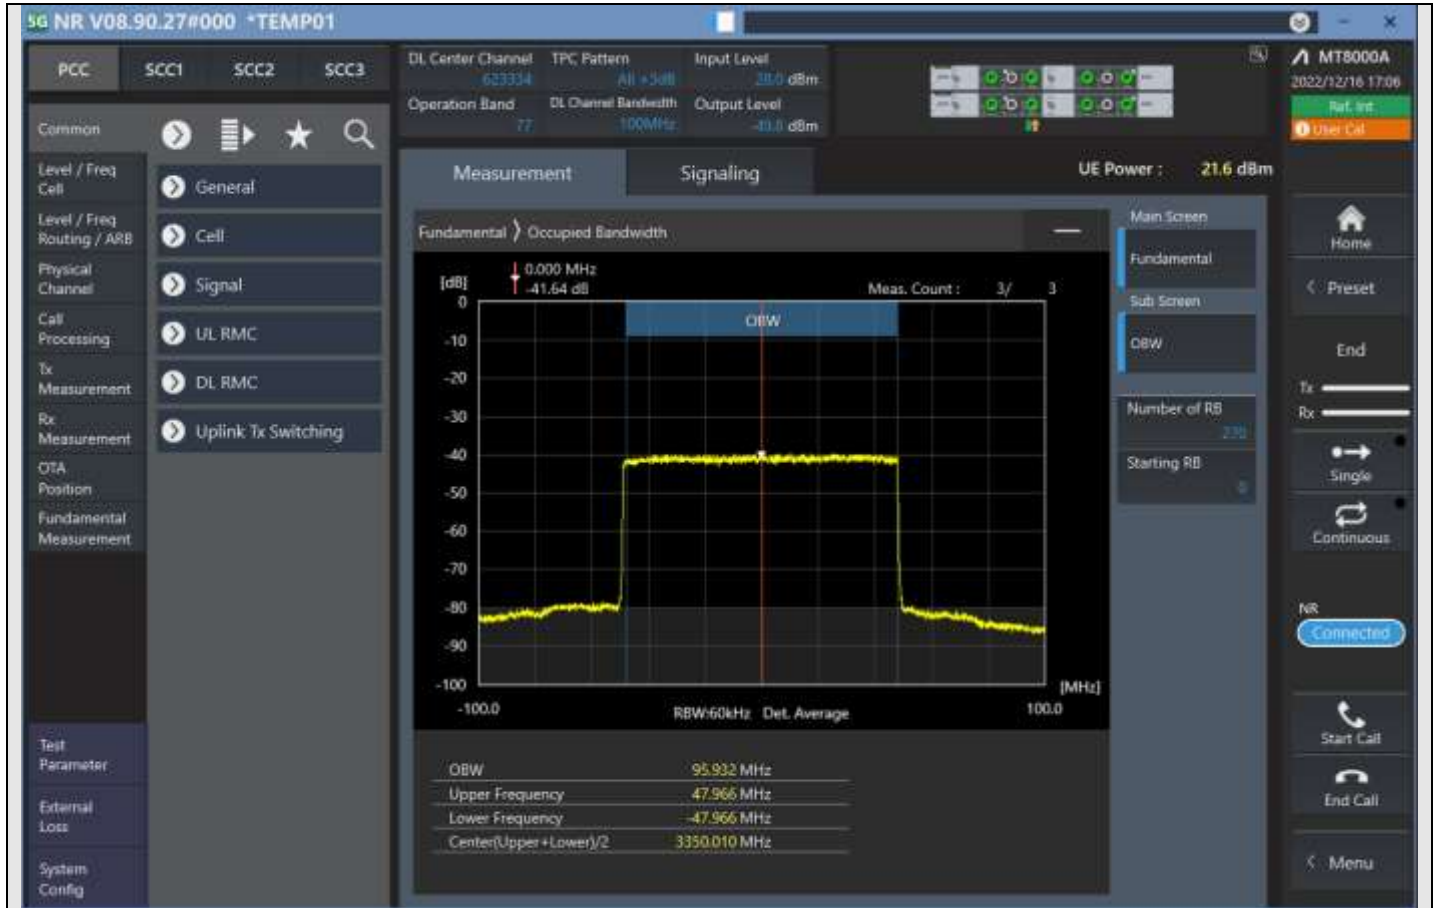 5G NR V08.90.27#000 *TEMP01
PCC SCC1 SCC2 SCC3
DL Center Channel TPC Pattern Input Level
623334 All +3dB 28.0 dBm
Operation Band DL Channel Bandwidth Output Level
77 100MHz dBm
MT8000A
2022/12/16 17:06
Ref. Int.
User Cal
Common
Level / Freq
Cell
Level / Freq
Routing / ARB
Physical
Channel
Call
Processing
Tx
Measurement
Rx
Measurement
OTA
Position
Fundamental
Measurement
Test
Parameter
External
Loss
System
Config
General
Cell
Signal
UL RMC
DL RMC
Uplink Tx Switching
Measurement Signaling
UE Power : 21.6 dBm
Fundamental Occupied Bandwidth
0.000 MHz
-41.64 dB
Meas. Count : 3/ 3
[dB]
0
-10
-20
-30
-40
-50
-60
-70
-80
-90
-100
OBW
[MHz]
-100.0 RBW:60kHz Det. Average 100.0
OBW 95.932 MHz
Upper Frequency 47.966 MHz
Lower Frequency -47.966 MHz
Center(Upper+Lower)/2 3350.010 MHz
Main Screen
Fundamental
Sub Screen
OBW
Number of RB
270
Starting RB
0
Home
Preset
End
Tx
Rx
Single
Continuous
NR
Connected
Start Call
End Call
Menu